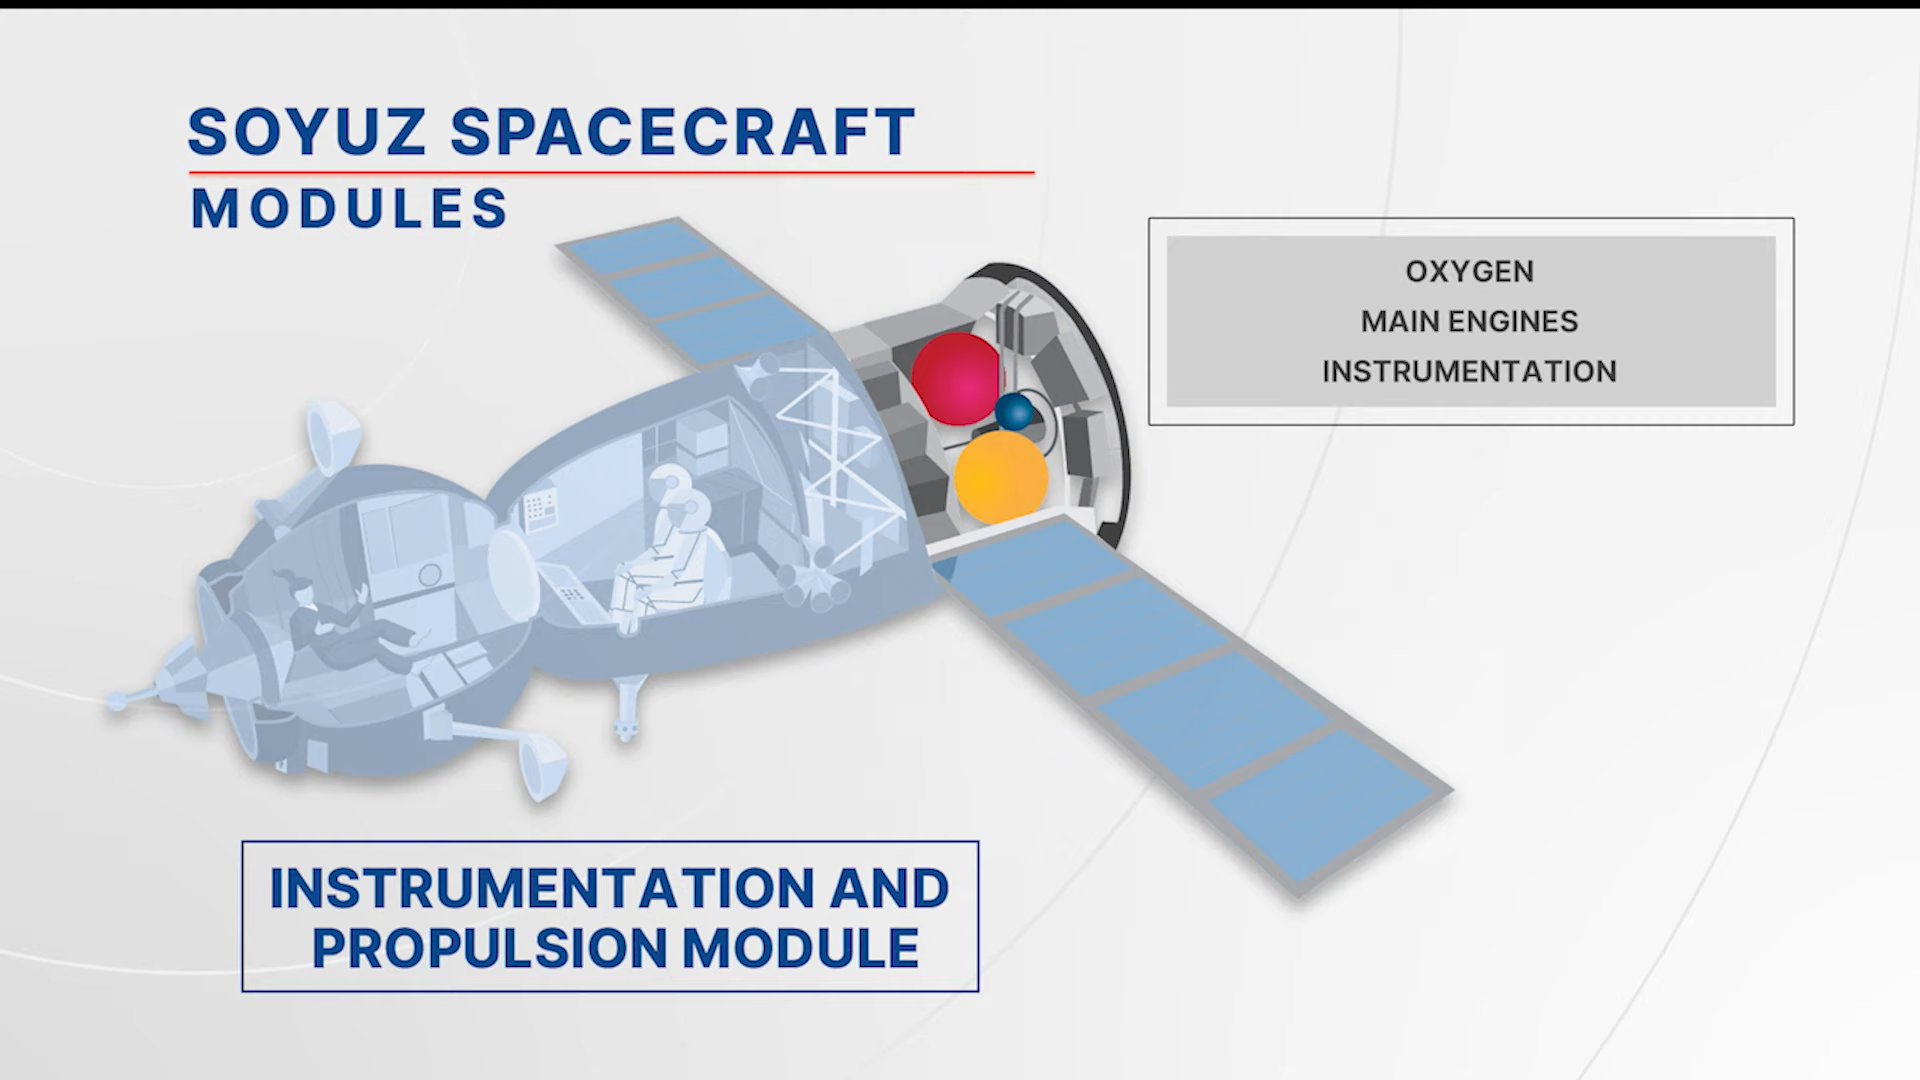 SOYUZ SPACECRAFT
MODULES
OXYGEN
MAIN ENGINES
INSTRUMENTATION
INSTRUMENTATION AND
PROPULSION MODULE